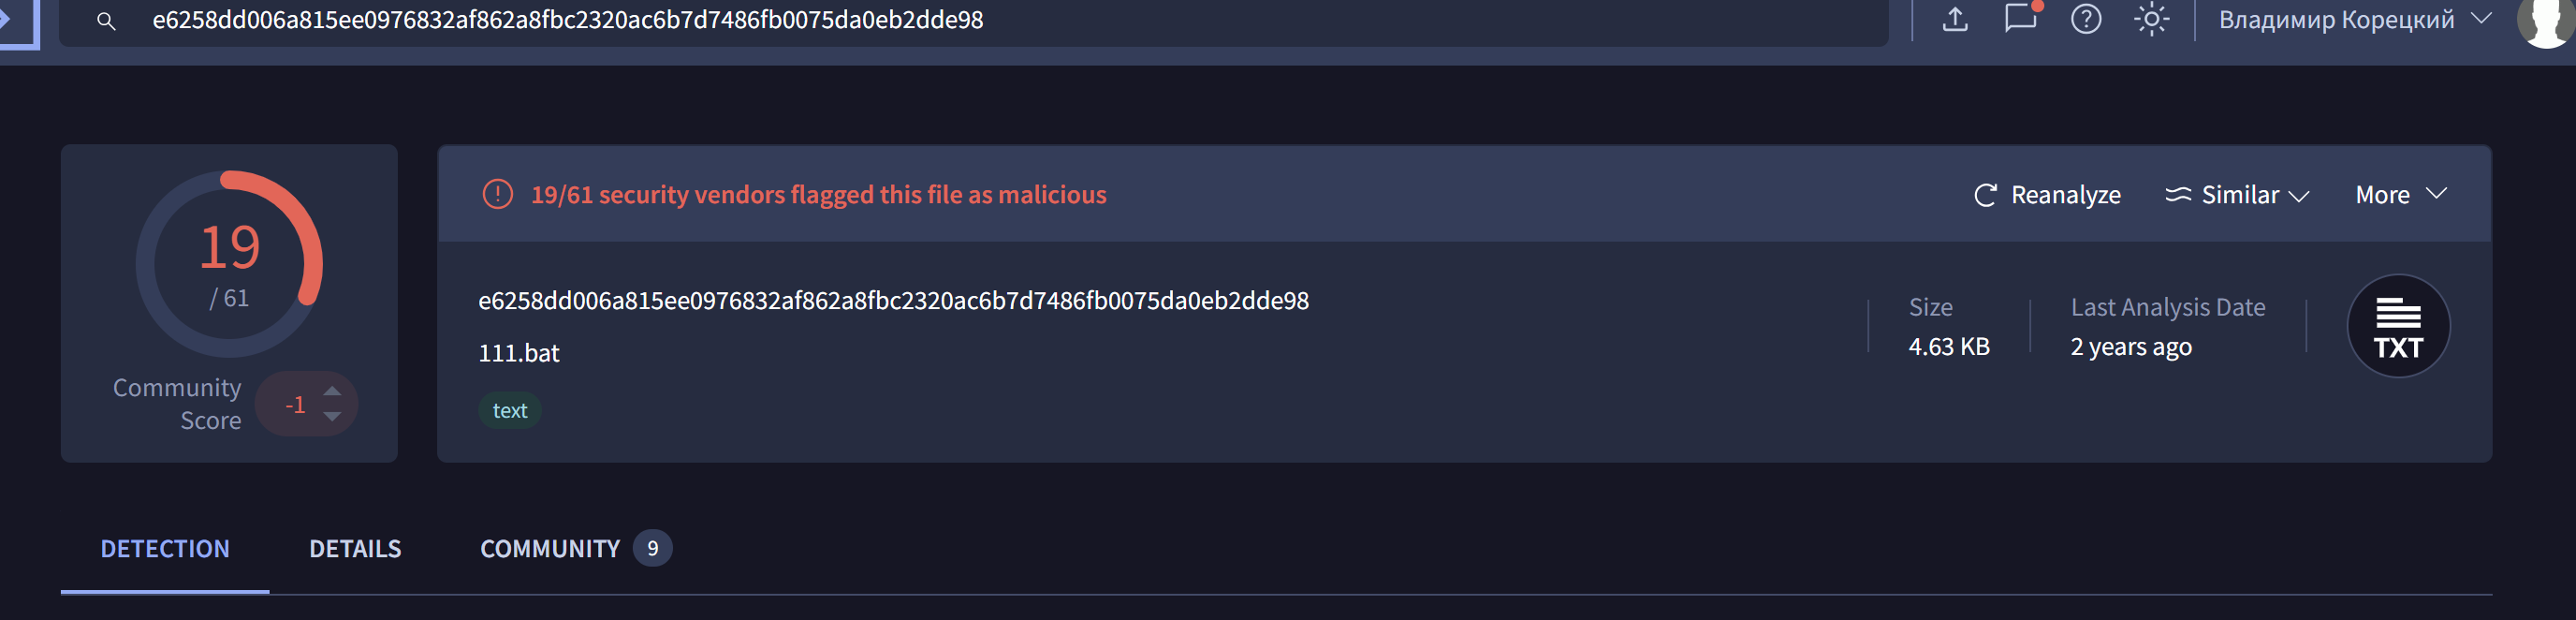 e6258dd006a815ee0976832af862a8fbc2320ac6b7d7486fb0075da0eb2dde98
Владимир Корецкий
19
/ 61
Community
Score
-1
19/61 security vendors flagged this file as malicious
Reanalyze
Similar
More
e6258dd006a815ee0976832af862a8fbc2320ac6b7d7486fb0075da0eb2dde98
111.bat
text
Size
4.63 KB
Last Analysis Date
2 years ago
TXT
DETECTION
DETAILS
COMMUNITY 9